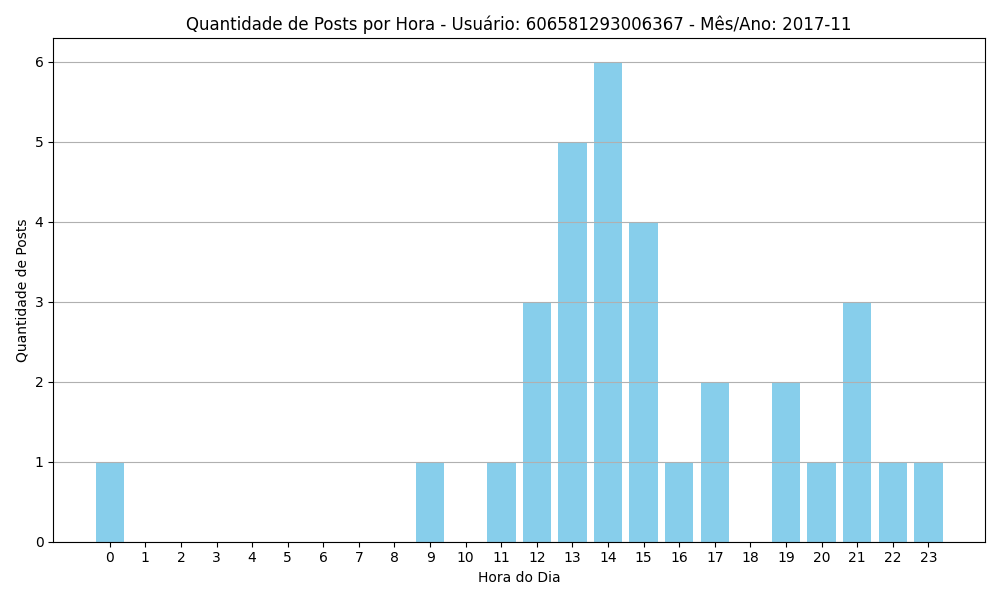 Quantidade de Posts por Hora - Usuário: 606581293006367 - Mês/Ano: 2017-11
Quantidade de Posts
6
5
4
3
2
1
0
0 1 2 3 4 5 6 7 8 9 10 11 12 13 14 15 16 17 18 19 20 21 22 23
Hora do Dia